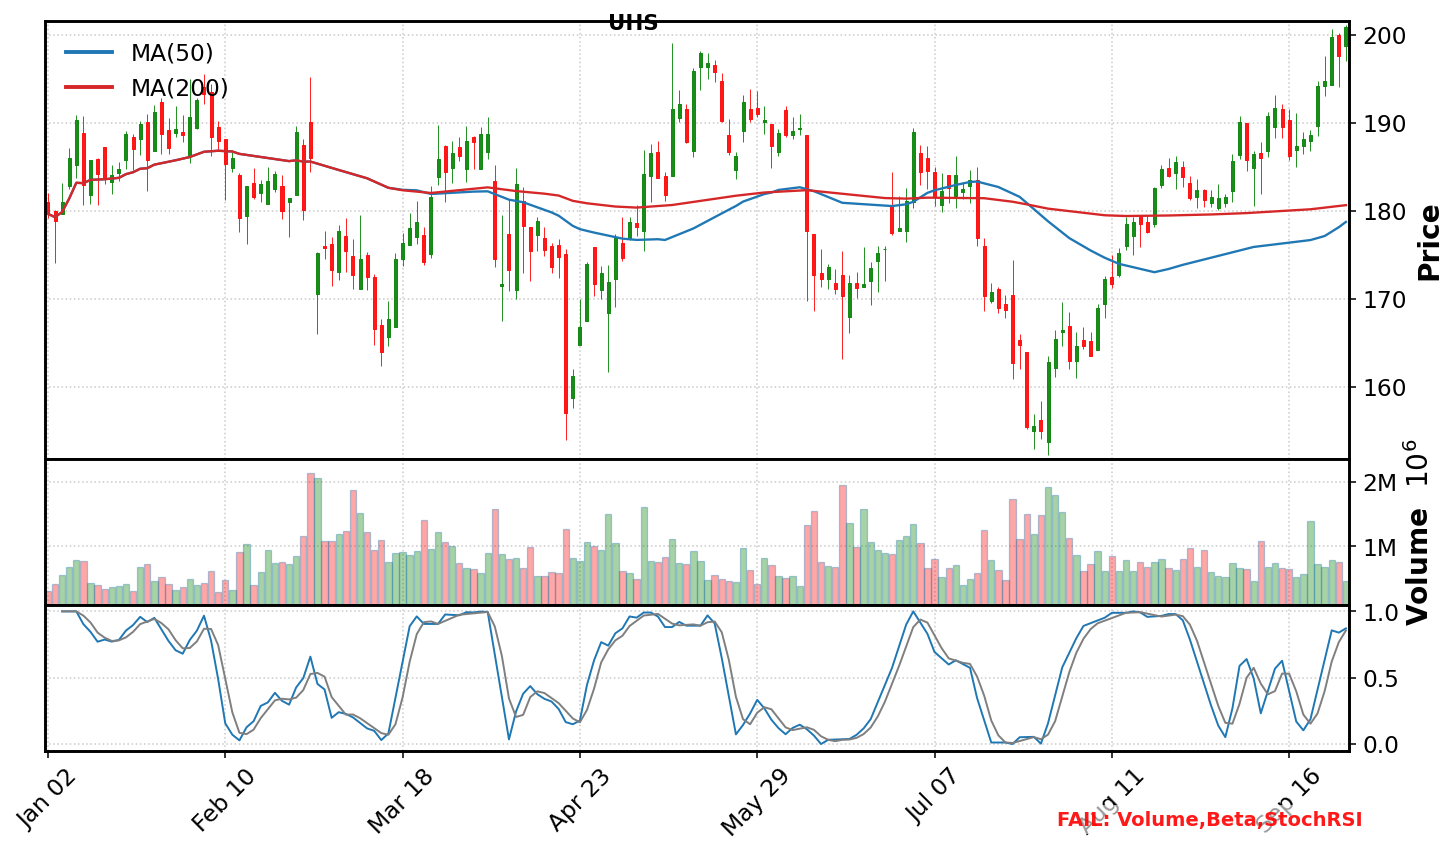 UHS
MA(50)
MA(200)
200
190
180
170
160
Price
2M
1M
Volume 10^6
1.0
0.5
0.0
Jan 02
Feb 10
Mar 18
Apr 23
May 29
Jul 07
Aug 11
Sep 16
FAIL: Volume,Beta,StochRSI